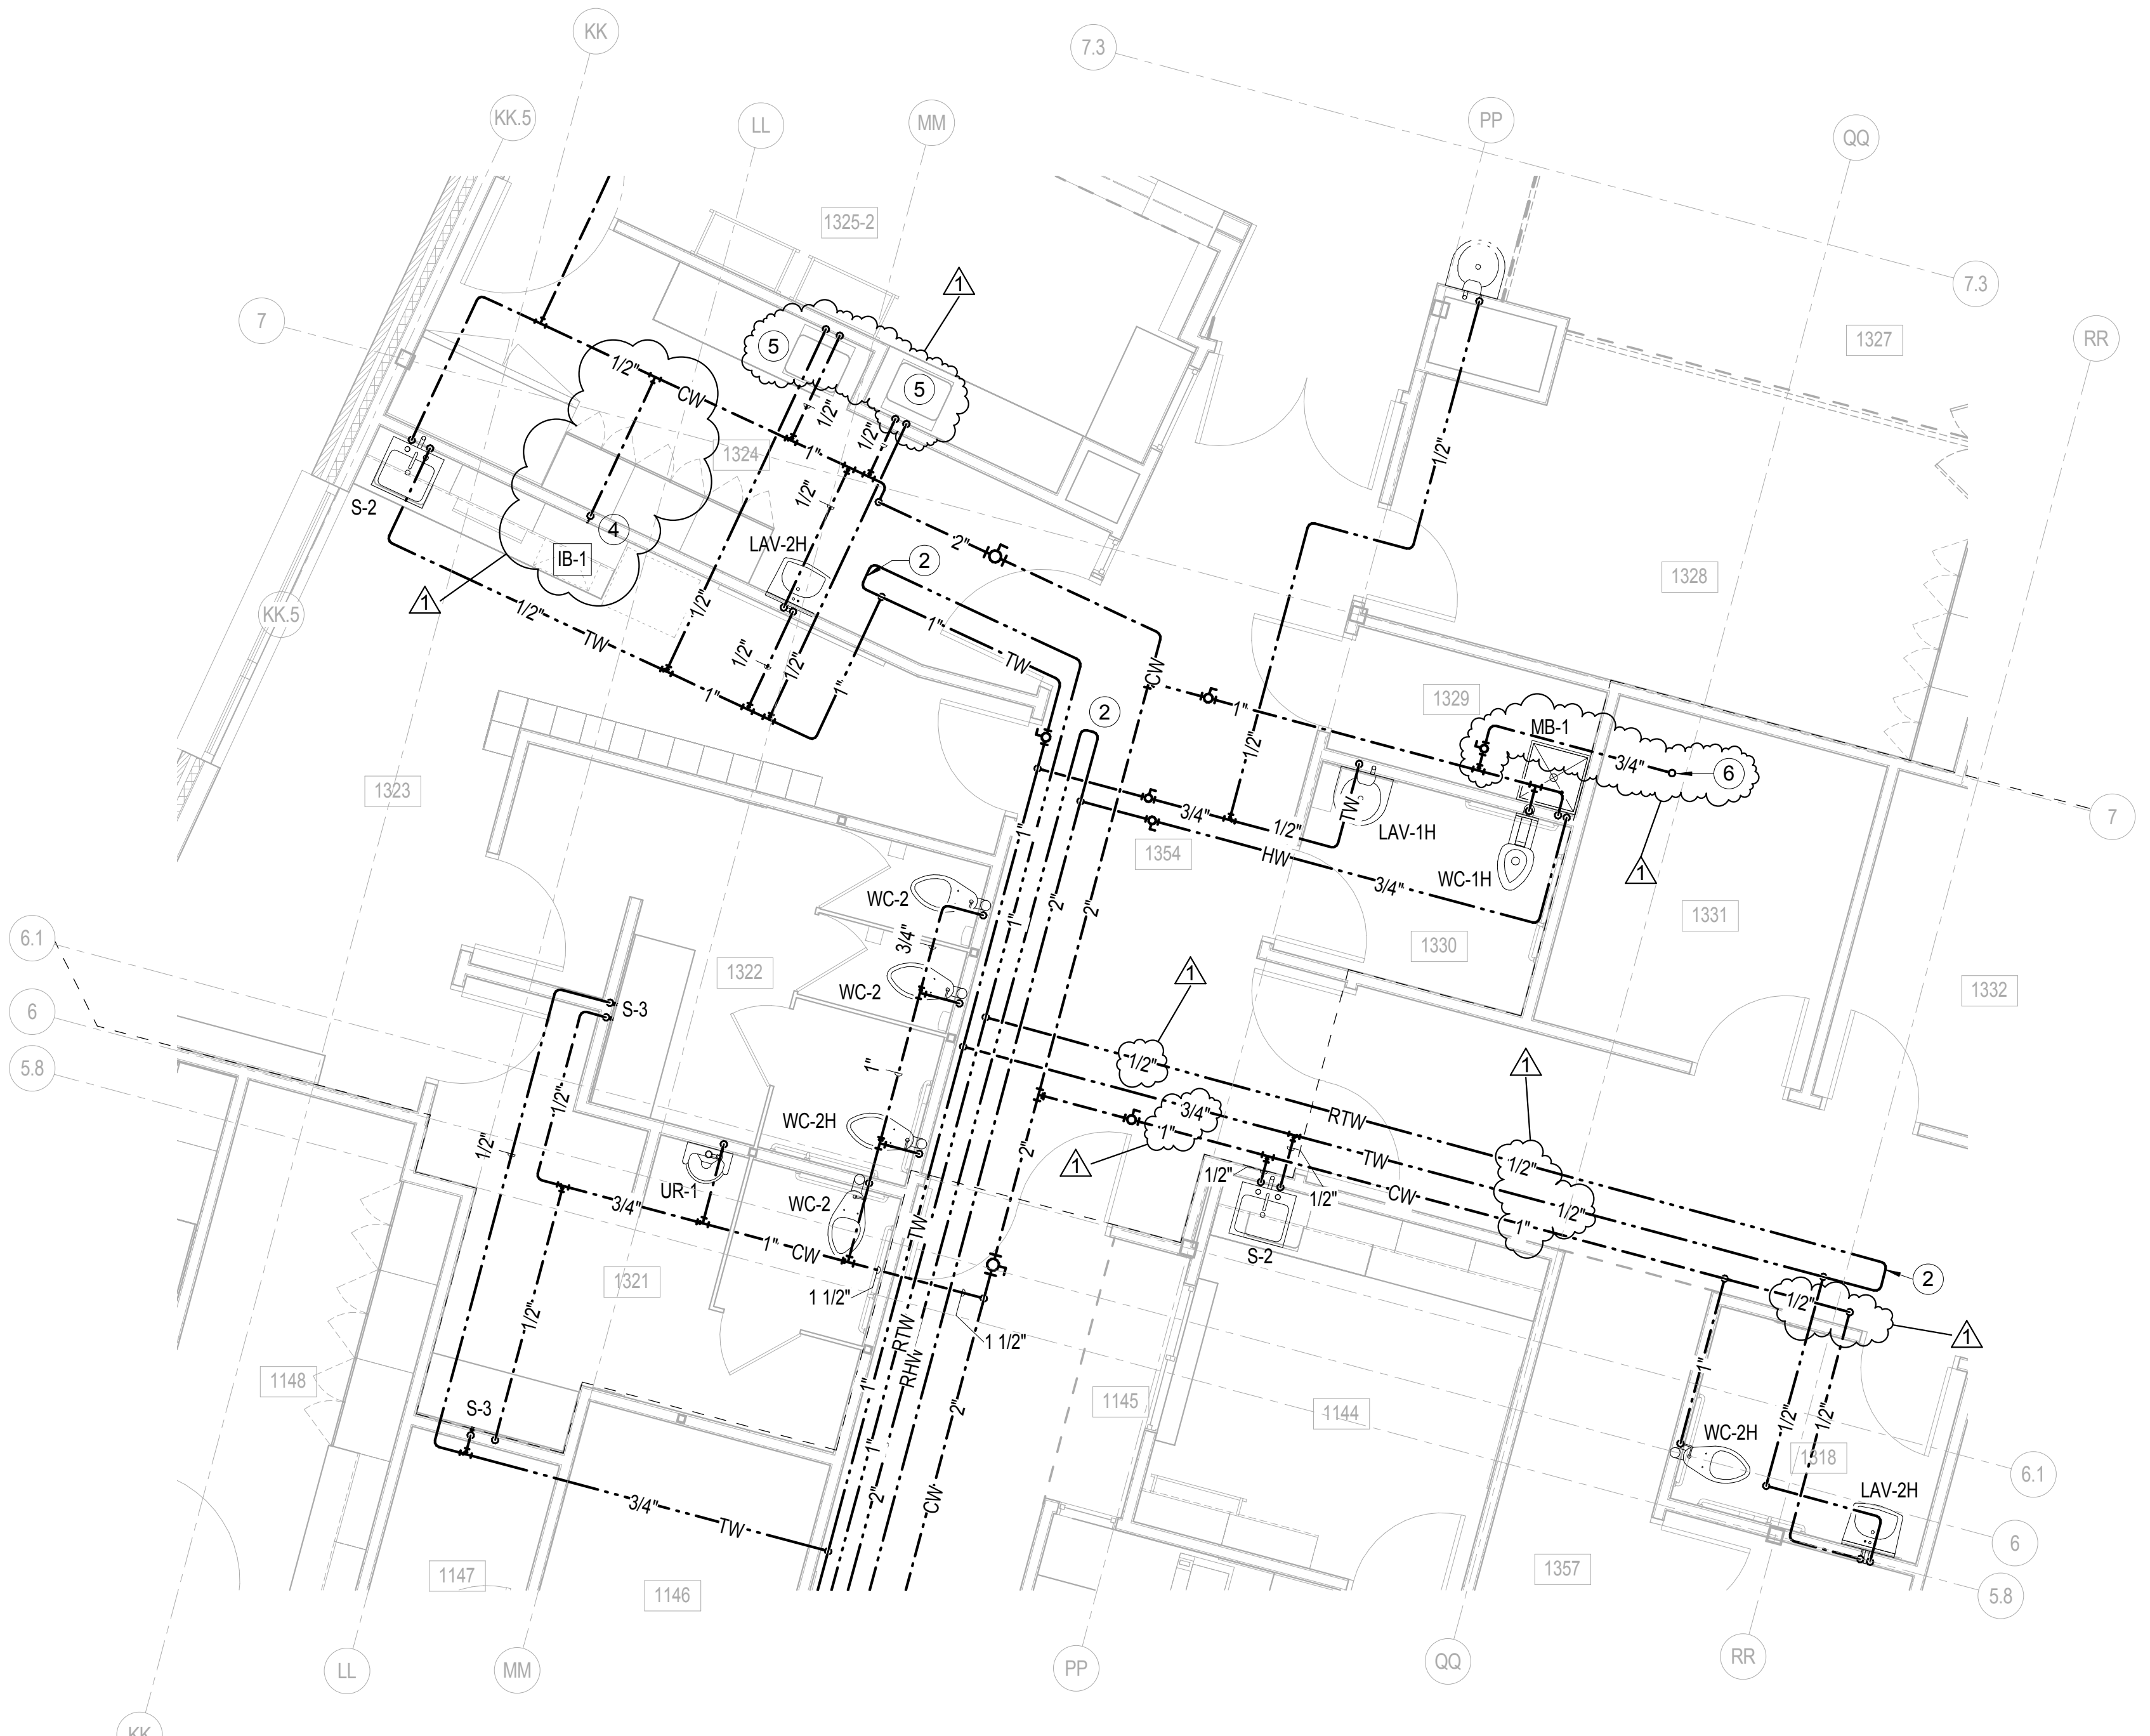 KK
7.3
KK.5
LL
MM
PP
QQ
1325-2
1
7.3
7
5
1327
RR
1/2"
CW
5
1/2"
1/2"
1"
1324
1/2"
1/2"
S-2
4
LAV-2H
2"
IB-1
2
1328
1
1/2"
KK.5
1/2"
TW
1"
TW
1/2"
1/2"
1"
1"
CW
1329
1"
2
MB-1
1/2"
3/4"
6
1323
3/4"
TW
7
1/2"
LAV-1H
1"
1354
HW
WC-1H
1
3/4"
WC-2
2"
2"
1"
1331
6.1
3/4"
1330
1322
1
WC-2
1332
6
S-3
1/2"
1
5.8
1"
1/2"
3/4"
RTW
WC-2H
1"
1/2"
2"
1
TW
1/2"
UR-1
1/2"
1/2"
CW
WC-2
3/4"
1/2"
1"
TW
1" CW
S-2
2
1321
1 1/2"
1/2"
1/2"
RTW
1 1/2"
1
RHW
1"
1148
1"
1145
1144
2"
S-3
1/2"
1/2"
WC-2H
1"
1318
6.1
2"
CW
LAV-2H
3/4"
TW
6
1147
1146
1357
5.8
LL
MM
PP
QQ
RR
KK